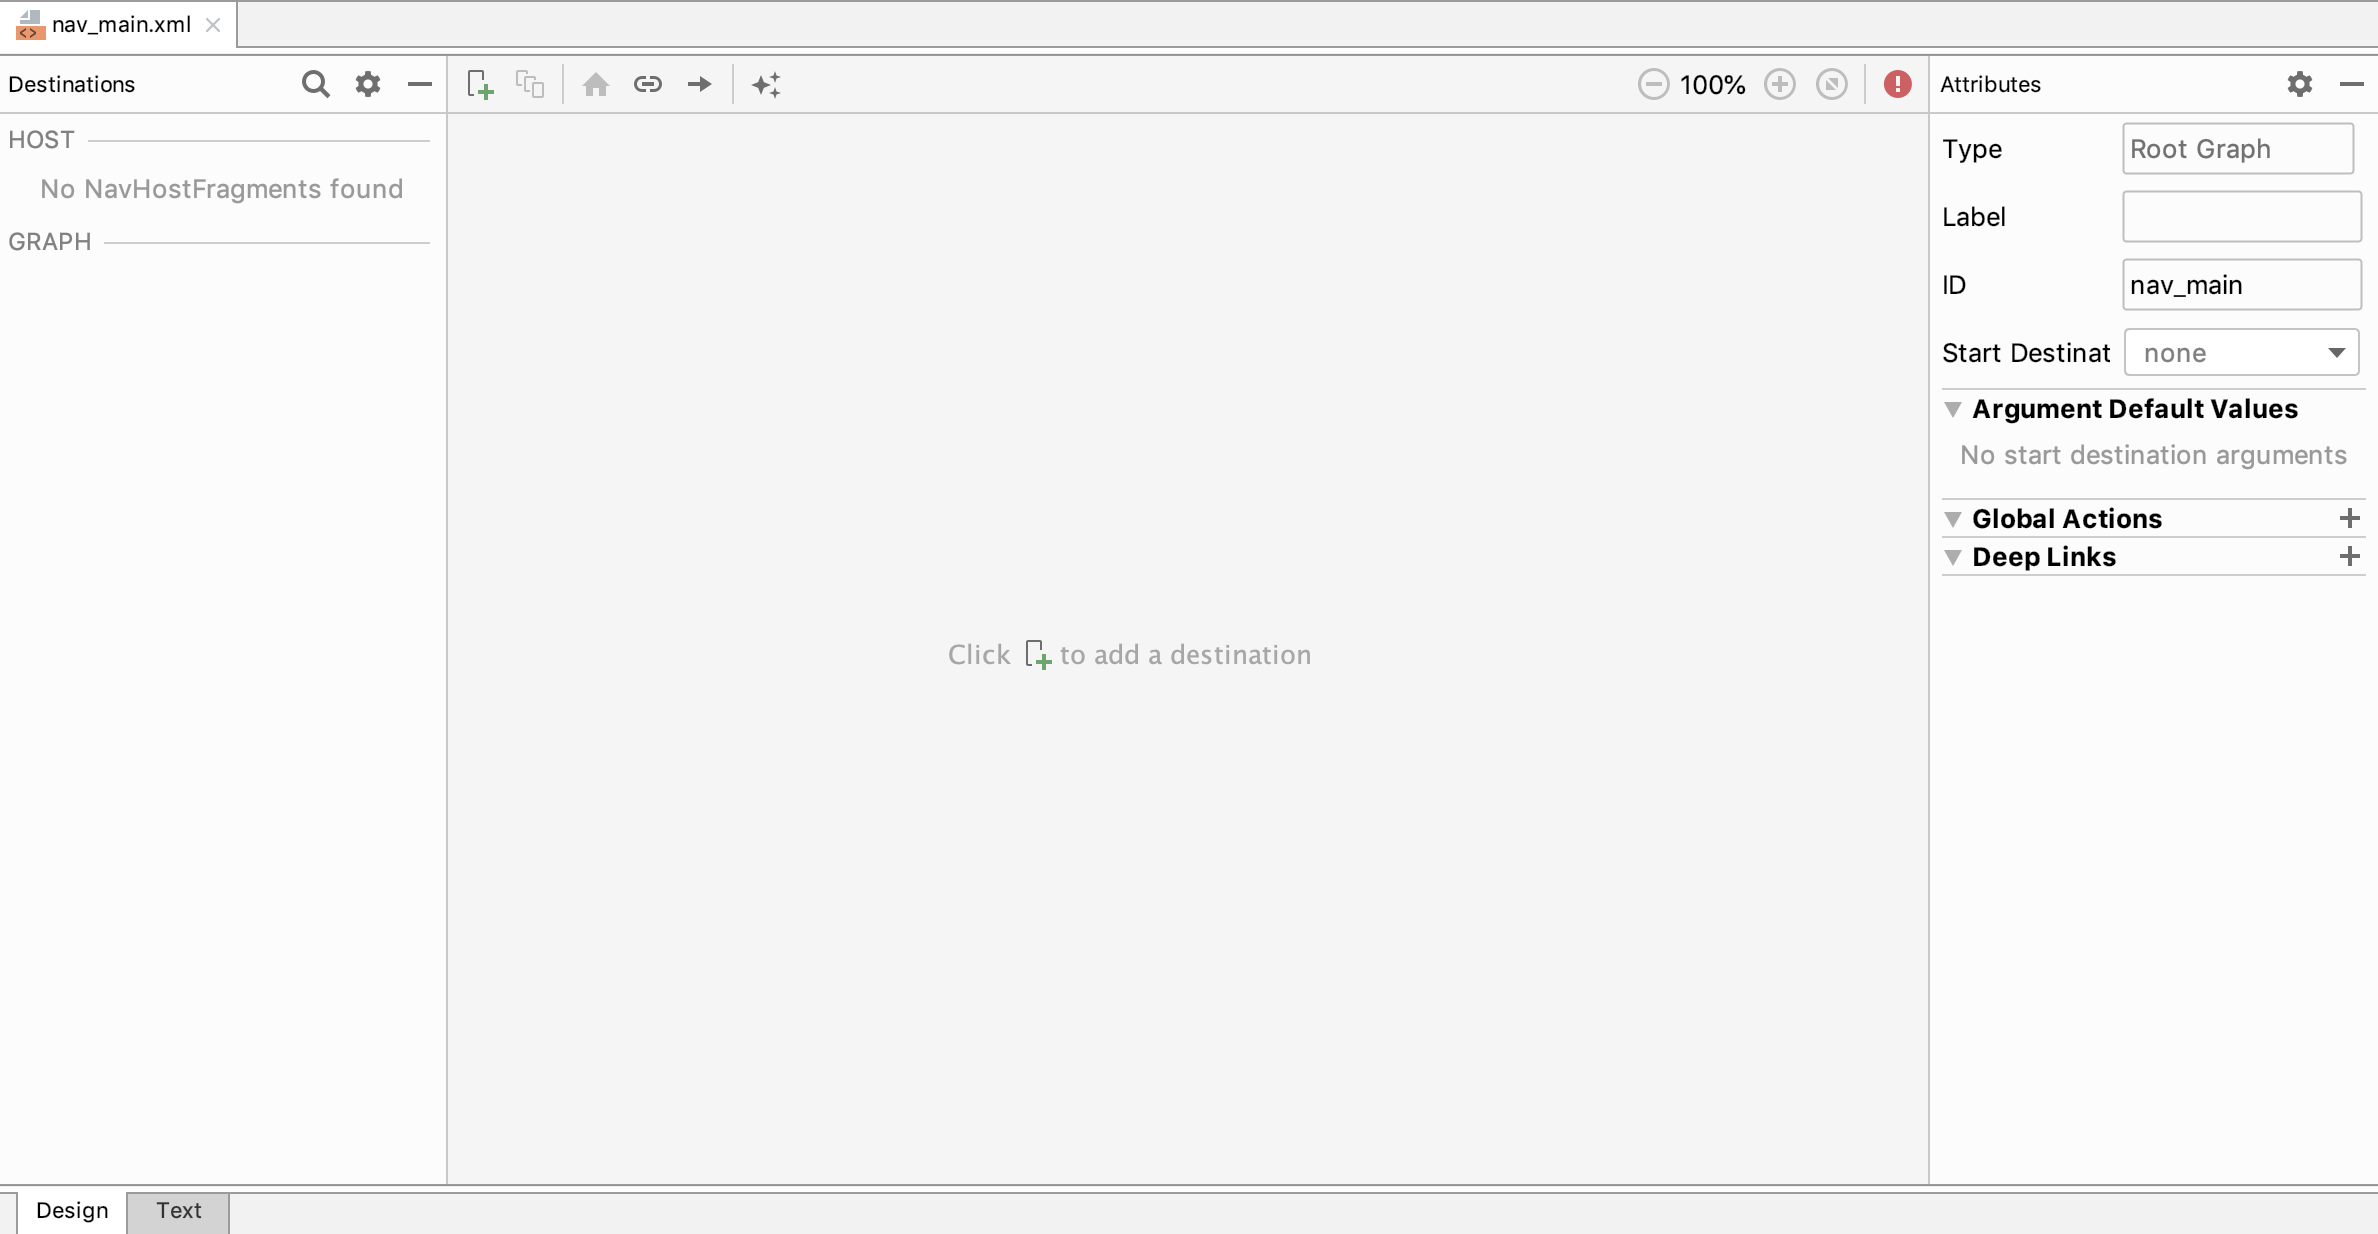 nav_main.xml
Destinations
100%
Attributes
HOST
No NavHostFragments found
GRAPH
Click to add a destination
Type Root Graph
Label
ID nav_main
Start Destinat none
Argument Default Values
No start destination arguments
Global Actions
Deep Links
Design Text